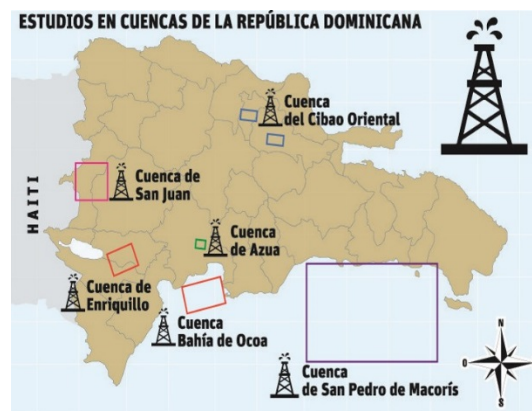 ESTUDIOS EN CUENCAS DE LA REPÚBLICA DOMINICANA
Cuenca
del Cibao Oriental
Cuenca de
San Juan
HAITI
Cuenca
de Azua
Cuenca de
Enriquillo
Cuenca
Bahía de Ocoa
Cuenca
de San Pedro de Macorís
N
O
E
S